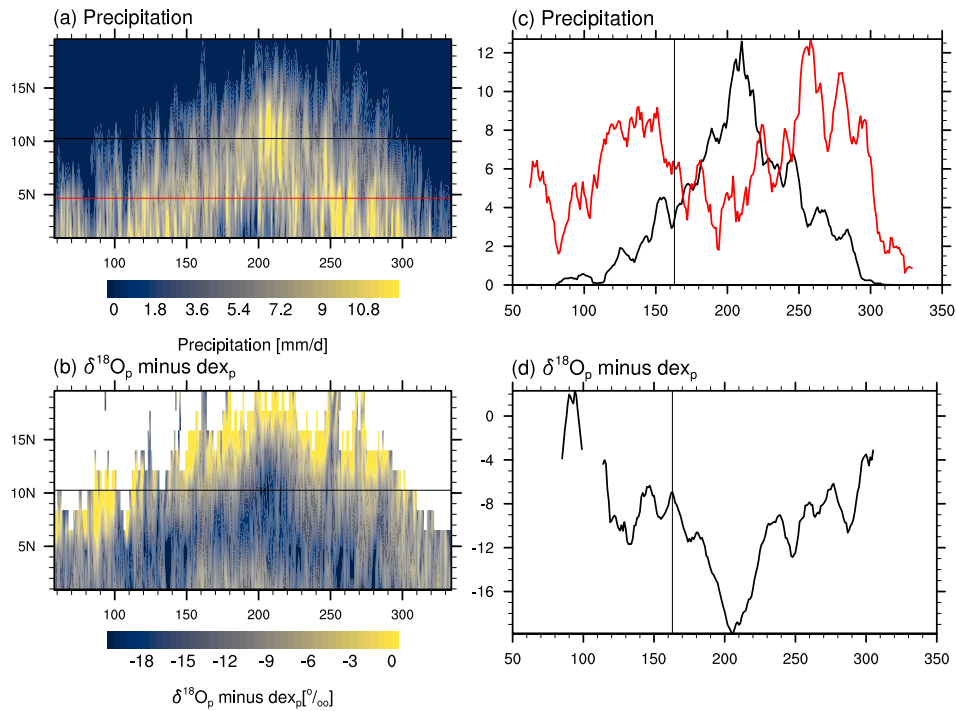 (a) Precipitation
15N
10N
5N
100 150 200 250 300
0 1.8 3.6 5.4 7.2 9 10.8
Precipitation [mm/d]
(b) δ¹⁸Oₚ minus dexₚ
15N
10N
5N
100 150 200 250 300
-18 -15 -12 -9 -6 -3 0
δ¹⁸Oₚ minus dexₚ[°/ₒₒ]
(c) Precipitation
12
10
8
6
4
2
0
50 100 150 200 250 300 350
(d) δ¹⁸Oₚ minus dexₚ
0
-4
-8
-12
-16
50 100 150 200 250 300 350